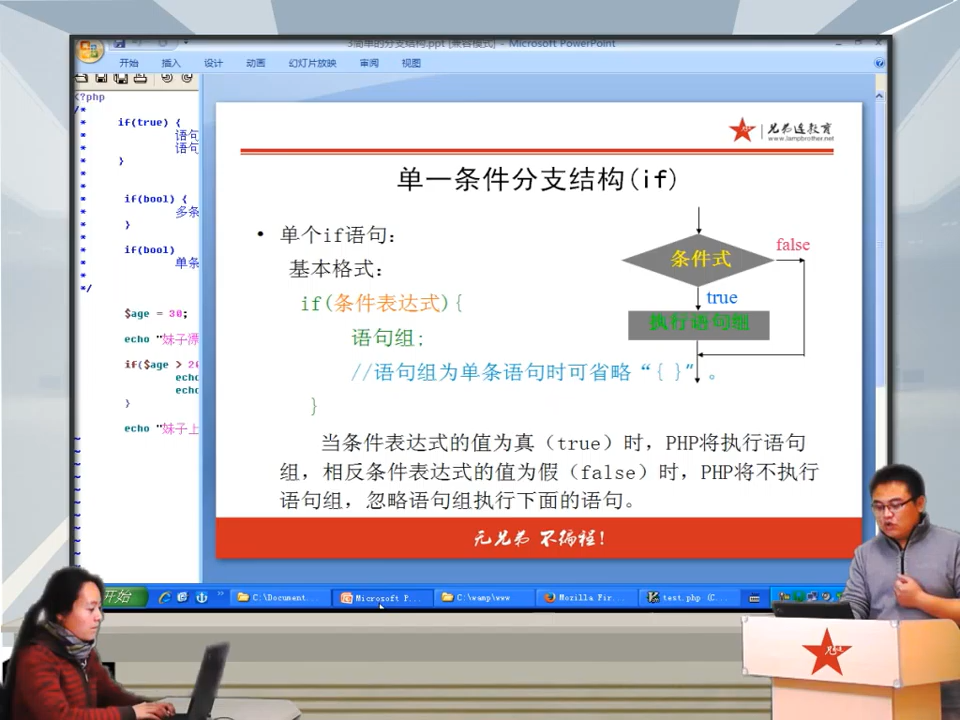 3简单的分支结构.ppt [兼容模式] - Microsoft PowerPoint
开始 插入 设计 动画 幻灯片放映 审阅 视图
<?php
/*
* if(true) {
* 语句
* 语句
* }
*
*
* if(bool) {
* 多条
* }
*
* if(bool)
* 单条
*
*/
$age = 30;
echo "妹子漂
if($age > 20
echo
echo
}
echo "妹子上
~
~
~
~
~
~
~
~
~
~
~
兄弟连教育
www.lampbrother.net
单一条件分支结构(if)
• 单个if语句:
基本格式:
if(条件表达式){
语句组;
//语句组为单条语句时可省略“{ }”。
}
条件式
false
true
执行语句组
当条件表达式的值为真（true）时，PHP将执行语句
组，相反条件表达式的值为假（false）时，PHP将不执行
语句组，忽略语句组执行下面的语句。
无兄弟 不编程!
开始 C:\Document... Microsoft P... C:\wamp\www Mozilla Fir... test.php (C...
兄弟连